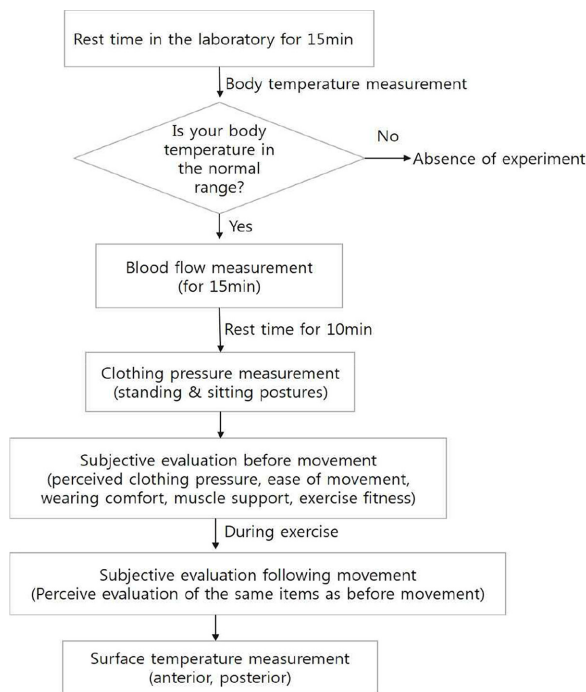 Rest time in the laboratory for 15min
Body temperature measurement
Is your body
temperature in
the normal
range?
No
Absence of experiment
Yes
Blood flow measurement
(for 15min)
Rest time for 10min
Clothing pressure measurement
(standing & sitting postures)
Subjective evaluation before movement
(perceived clothing pressure, ease of movement,
wearing comfort, muscle support, exercise fitness)
During exercise
Subjective evaluation following movement
(Perceive evaluation of the same items as before movement)
Surface temperature measurement
(anterior, posterior)